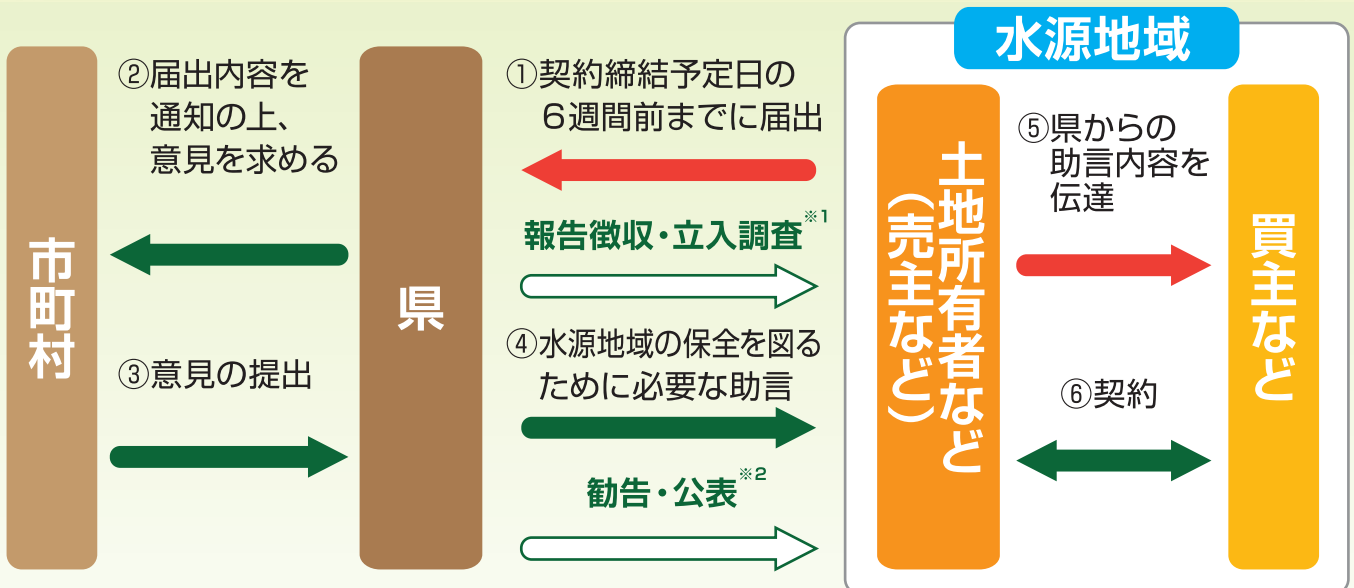 水源地域
市町村
②届出内容を
通知の上、
意見を求める
③意見の提出
県
①契約締結予定日の
６週間前までに届出
報告徴収・立入調査※1
④水源地域の保全を図る
ために必要な助言
勧告・公表※2
土地所有者など
（売主など）
⑤県からの
助言内容を
伝達
⑥契約
買主など